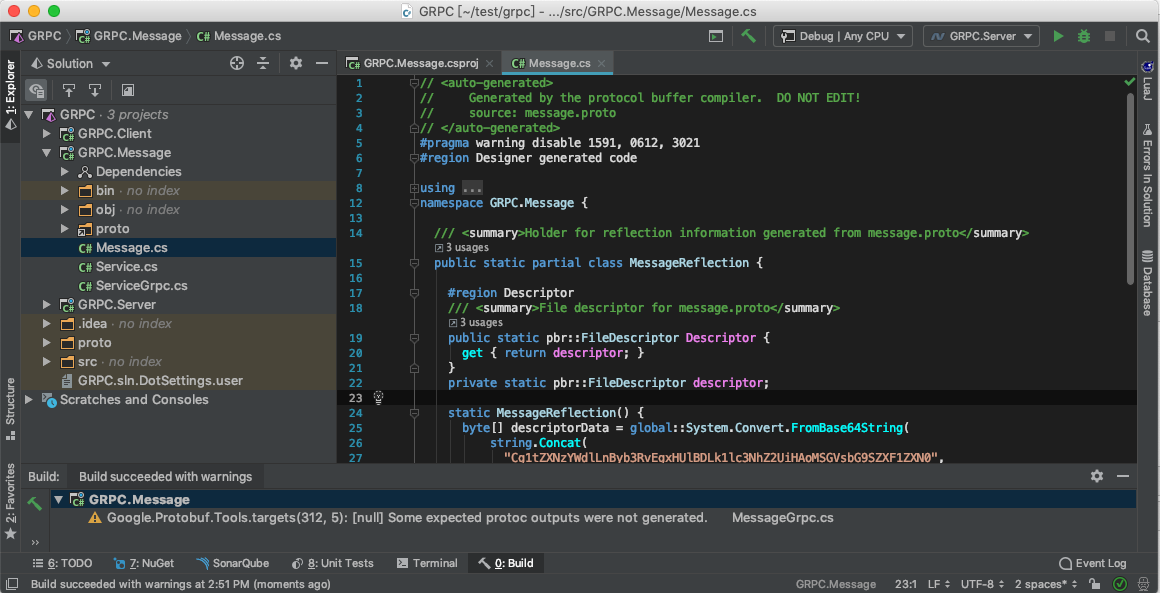 GRPC [~/test/grpc] - .../src/GRPC.Message/Message.cs
GRPC GRPC.Message Message.cs
Debug | Any CPU GRPC.Server
1: Explorer
Solution
GRPC · 3 projects
GRPC.Client
GRPC.Message
Dependencies
bin · no index
obj · no index
proto
Message.cs
Service.cs
ServiceGrpc.cs
GRPC.Server
.idea · no index
proto
src · no index
GRPC.sln.DotSettings.user
Scratches and Consoles
Structure
2: Favorites
GRPC.Message.csproj Message.cs
1 // <auto-generated>
2 //     Generated by the protocol buffer compiler.  DO NOT EDIT!
3 //     source: message.proto
4 // </auto-generated>
5 #pragma warning disable 1591, 0612, 3021
6 #region Designer generated code
7
8 using ...
12 namespace GRPC.Message {
13
14 /// <summary>Holder for reflection information generated from message.proto</summary>
3 usages
15 public static partial class MessageReflection {
16
17 #region Descriptor
18 /// <summary>File descriptor for message.proto</summary>
3 usages
19 public static pbr::FileDescriptor Descriptor {
20 get { return descriptor; }
21 }
22 private static pbr::FileDescriptor descriptor;
23
24 static MessageReflection() {
25 byte[] descriptorData = global::System.Convert.FromBase64String(
26 string.Concat(
27
LuaJ
Errors In Solution
Database
Build: Build succeeded with warnings
GRPC.Message
Google.Protobuf.Tools.targets(312, 5): [null] Some expected protoc outputs were not generated. MessageGrpc.cs
6: TODO 7: NuGet SonarQube 8: Unit Tests Terminal 0: Build Event Log
Build succeeded with warnings at 2:51 PM (moments ago) GRPC.Message 23:1 LF UTF-8 2 spaces*